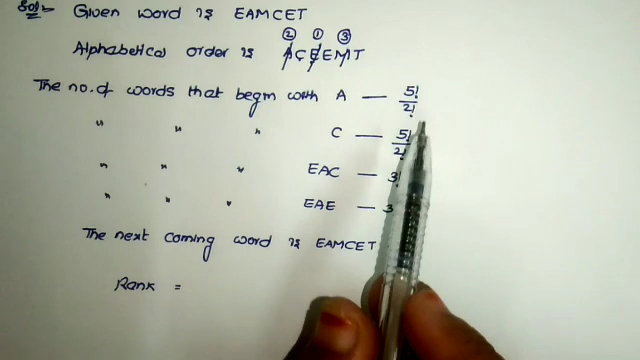 Sol:- Given word is EAMCET
② ① ③
Alphabetical order is A C E E M T
The no. of words that begin with A — 5!/2!
" " " C — 5!/2!
" " " EAC — 3!
" " " EAE — 3
The next coming word is EAMCET
Rank =